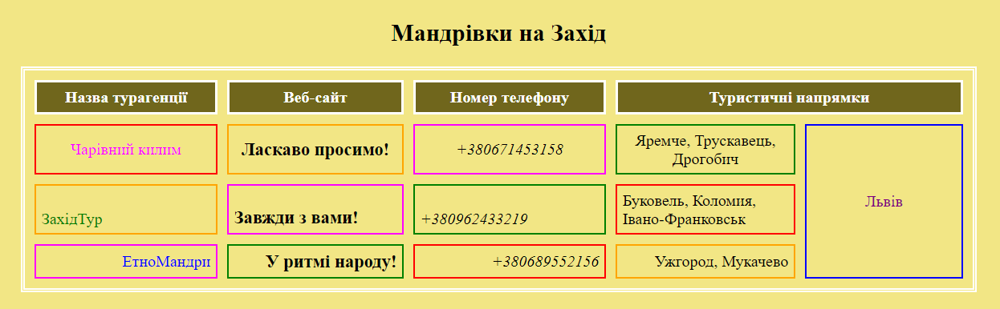 Мандрівки на Захід
Назва турагенції Веб-сайт Номер телефону Туристичні напрямки
Чарівний килим Ласкаво просимо! +380671453158 Яремче, Трускавець,
Дрогобич
Львів
ЗахідТур Завжди з вами! +380962433219 Буковель, Коломия,
Івано-Франковськ
ЕтноМандри У ритмі народу! +380689552156 Ужгород, Мукачево